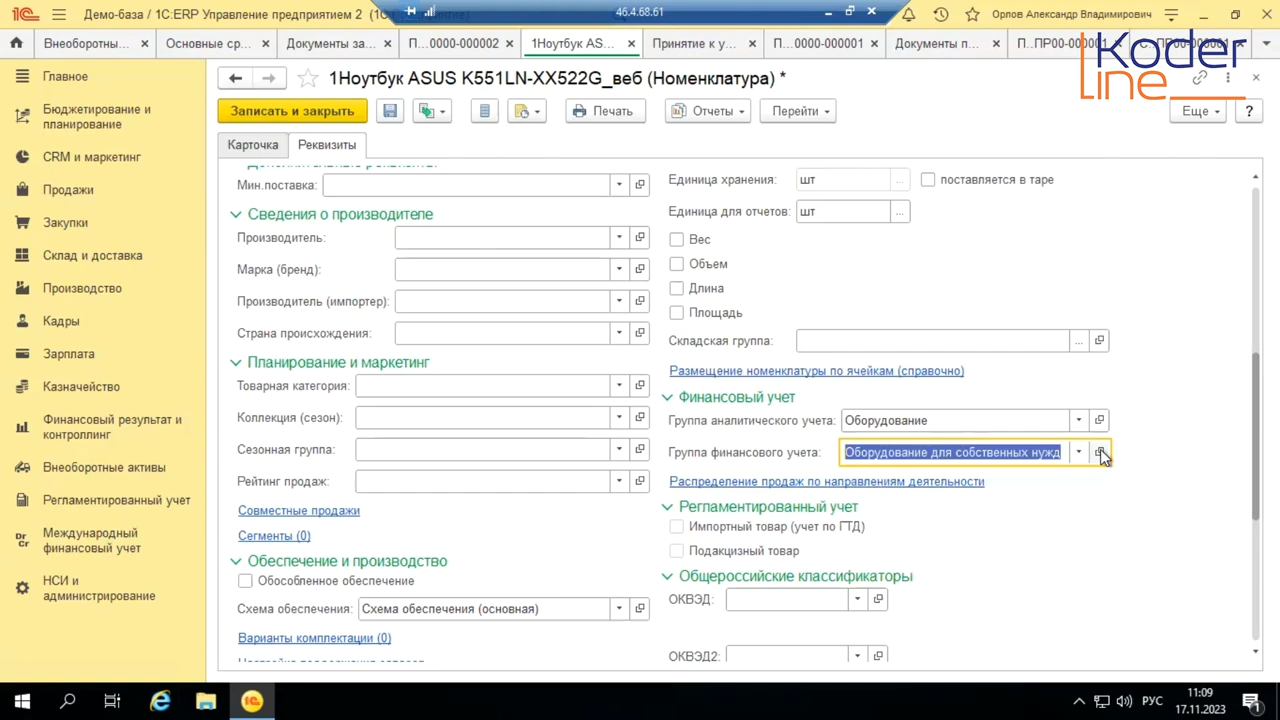 Демо-база / 1С:ERP Управление предприятием 2 (1С
46.4.68.61
Орлов Александр Владимирович
Внеоборотны...
Основные ср...
Документы за...
П...0000-000002
1Ноутбук AS...
Принятие к у...
П...0000-000001
Документы п...
Koder
line
Главное
Бюджетирование и
планирование
CRM и маркетинг
Продажи
Закупки
Склад и доставка
Производство
Кадры
Зарплата
Казначейство
Финансовый результат и
контроллинг
Внеоборотные активы
Регламентированный учет
Международный
финансовый учет
НСИ и
администрирование
1Ноутбук ASUS K551LN-XX522G_веб (Номенклатура) *
Записать и закрыть
Печать
Отчеты
Перейти
Еще
?
Карточка
Реквизиты
Мин.поставка:
Сведения о производителе
Производитель:
Марка (бренд):
Производитель (импортер):
Страна происхождения:
Планирование и маркетинг
Товарная категория:
Коллекция (сезон):
Сезонная группа:
Рейтинг продаж:
Совместные продажи
Сегменты (0)
Обеспечение и производство
Обособленное обеспечение
Схема обеспечения: Схема обеспечения (основная)
Варианты комплектации (0)
Единица хранения: шт ... поставляется в таре
Единица для отчетов: шт ...
Вес
Объем
Длина
Площадь
Складская группа: ...
Размещение номенклатуры по ячейкам (справочно)
Финансовый учет
Группа аналитического учета: Оборудование
Группа финансового учета: Оборудование для собственных нужд
Распределение продаж по направлениям деятельности
Регламентированный учет
Импортный товар (учет по ГТД)
Подакцизный товар
Общероссийские классификаторы
ОКВЭД:
ОКВЭД2:
РУС
11:09
17.11.2023
1